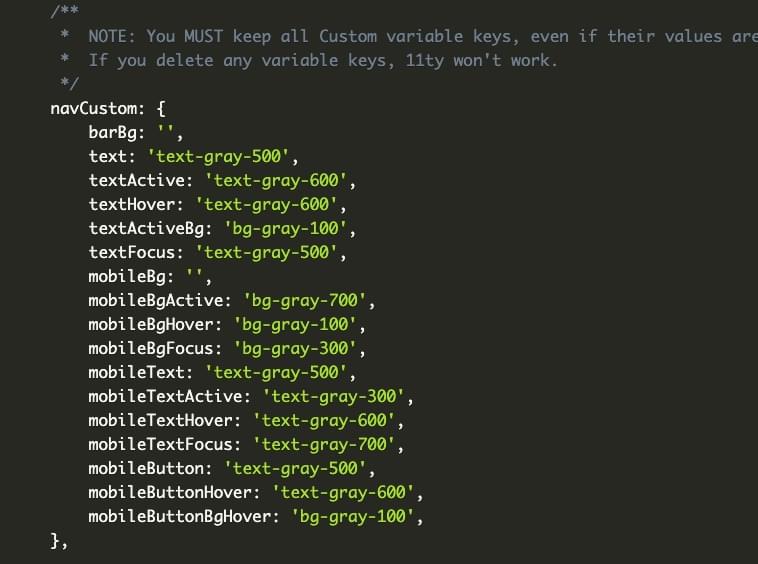 /**
* NOTE: You MUST keep all Custom variable keys, even if their values are
* If you delete any variable keys, 11ty won't work.
*/
navCustom: {
barBg: '',
text: 'text-gray-500',
textActive: 'text-gray-600',
textHover: 'text-gray-600',
textActiveBg: 'bg-gray-100',
textFocus: 'text-gray-500',
mobileBg: '',
mobileBgActive: 'bg-gray-700',
mobileBgHover: 'bg-gray-100',
mobileBgFocus: 'bg-gray-300',
mobileText: 'text-gray-500',
mobileTextActive: 'text-gray-300',
mobileTextHover: 'text-gray-600',
mobileTextFocus: 'text-gray-700',
mobileButton: 'text-gray-500',
mobileButtonHover: 'text-gray-600',
mobileButtonBgHover: 'bg-gray-100',
},